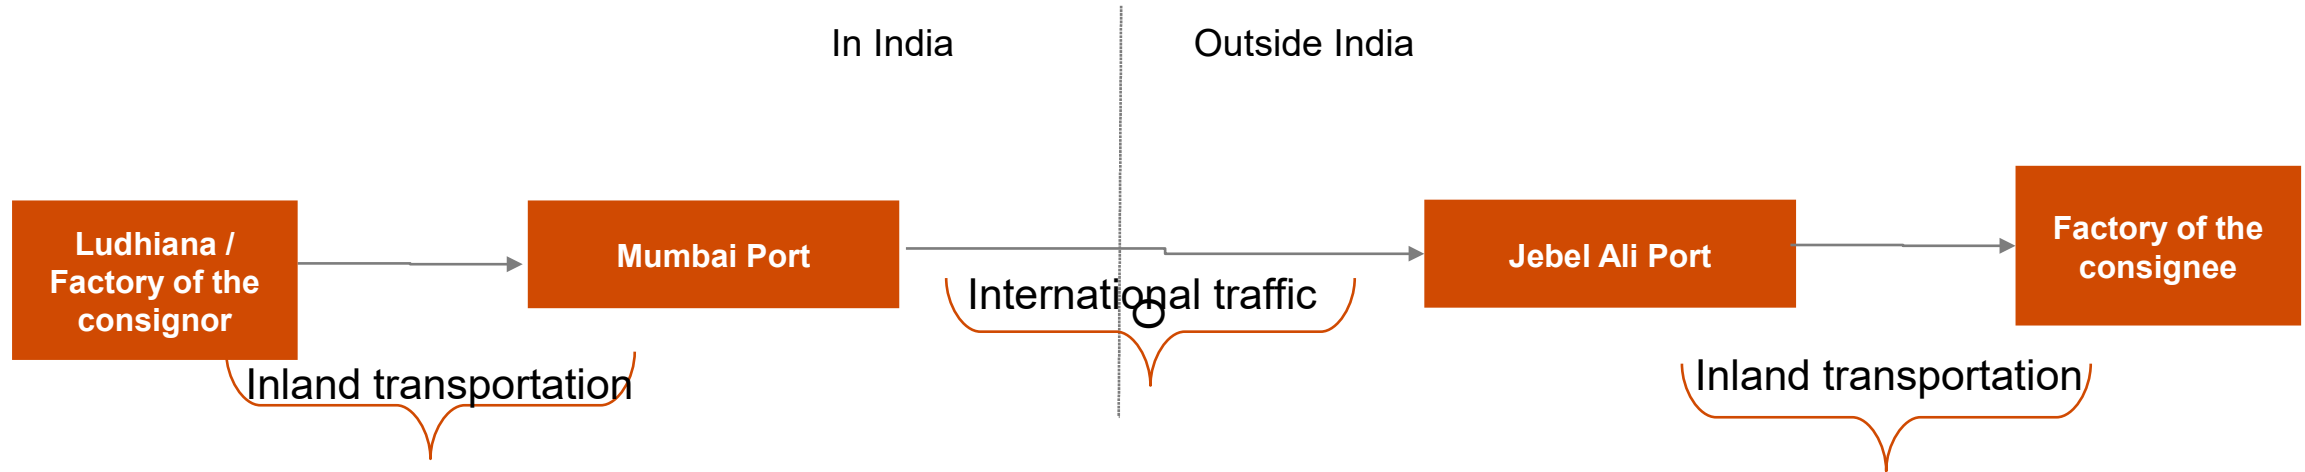 In India
Outside India
Ludhiana /
Factory of the
consignor
Mumbai Port
Jebel Ali Port
Factory of the
consignee
International traffic
O
Inland transportation
Inland transportation